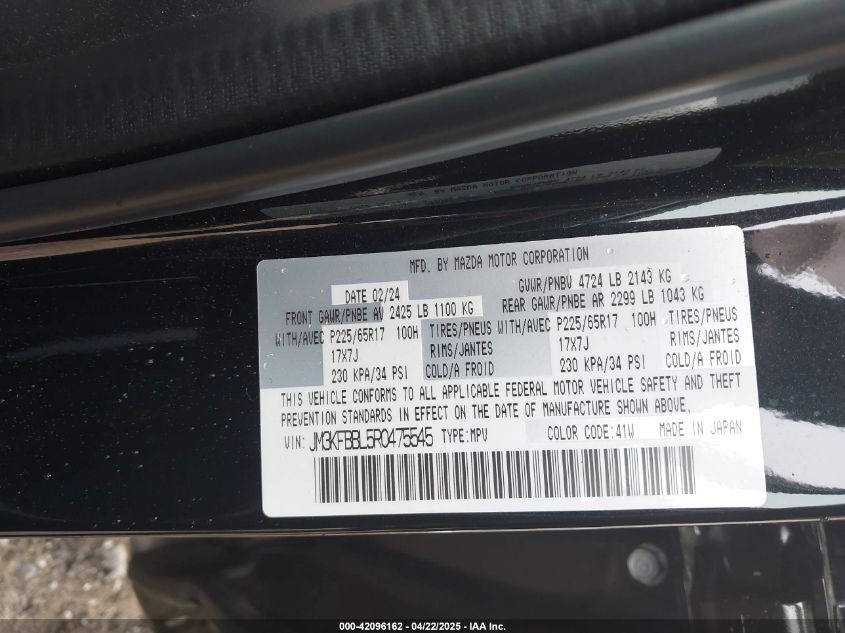 BY MAZDA MOTOR CORPORATION
MFD. BY MAZDA MOTOR CORPORATION
DATE 02/24 GVWR/PNBV 4724 LB 2143 KG
FRONT GAWR/PNBE AV 2425 LB 1100 KG REAR GAWR/PNBE AR 2299 LB 1043 KG
WITH/AVEC P225/65R17 100H TIRES/PNEUS WITH/AVEC P225/65R17 100H TIRES/PNEUS
17X7J RIMS/JANTES 17X7J RIMS/JANTES
230 KPA/34 PSI COLD/A FROID 230 KPA/34 PSI COLD/A FROID
THIS VEHICLE CONFORMS TO ALL APPLICABLE FEDERAL MOTOR VEHICLE SAFETY AND THEFT
PREVENTION STANDARDS IN EFFECT ON THE DATE OF MANUFACTURE SHOWN ABOVE.
VIN: JM3KFBBL5R0475545 TYPE:MPV COLOR CODE:41W MADE IN JAPAN
000-42096162 - 04/22/2025 - IAA Inc.